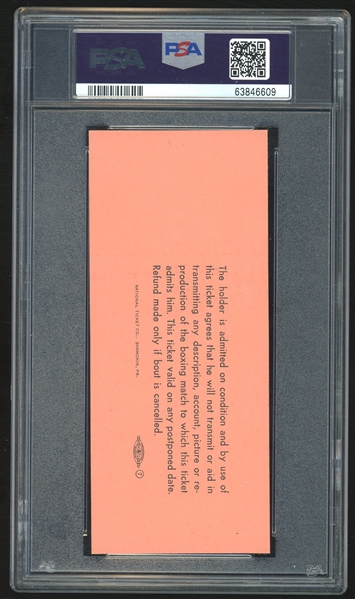 PSA
PSA
63846609
The holder is admitted on condition and by use of
this ticket agrees that he will not transmit or aid in
transmitting any description, account, picture or re-
production of the boxing match to which this ticket
admits him. This ticket valid on any postponed date.
Refund made only if bout is cancelled.
NATIONAL TICKET CO. SHAMOKIN, PA.
7